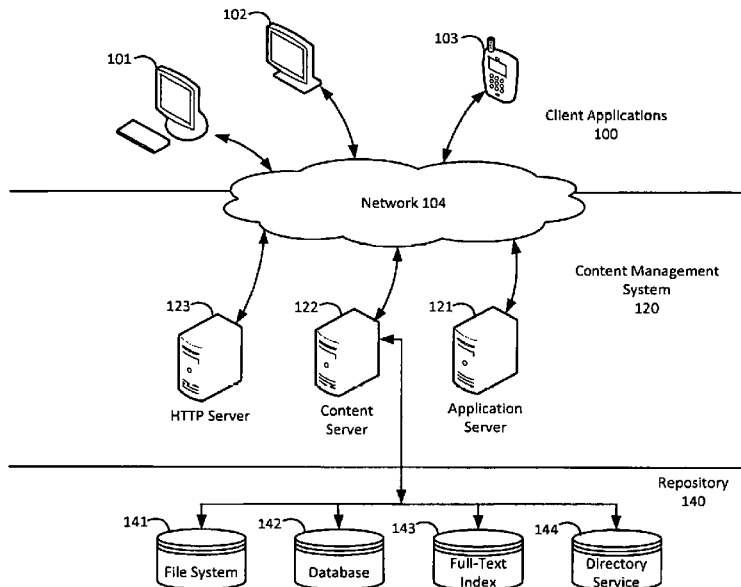 101
102
103
Client Applications
100
Network 104
Content Management
System
120
123
122
121
HTTP Server
Content
Server
Application
Server
Repository
140
141
142
143
144
File System
Database
Full-Text
Index
Directory
Service